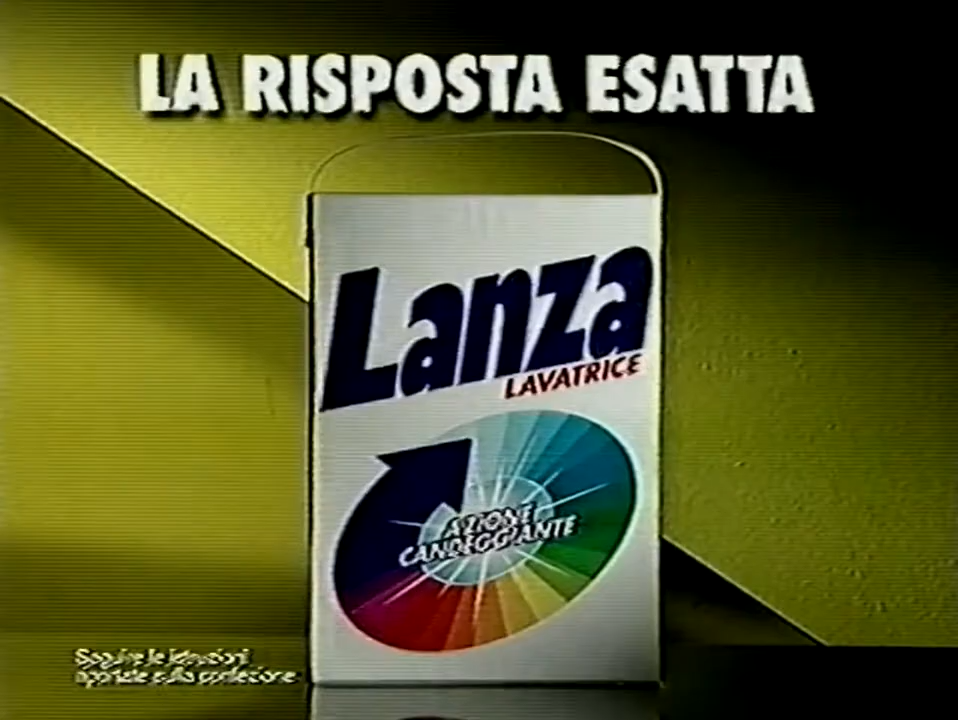 LA RISPOSTA ESATTA
Lanza
LAVATRICE
AZIONE
CANDEGGIANTE
Seguire le istruzioni
riportate sulla confezione